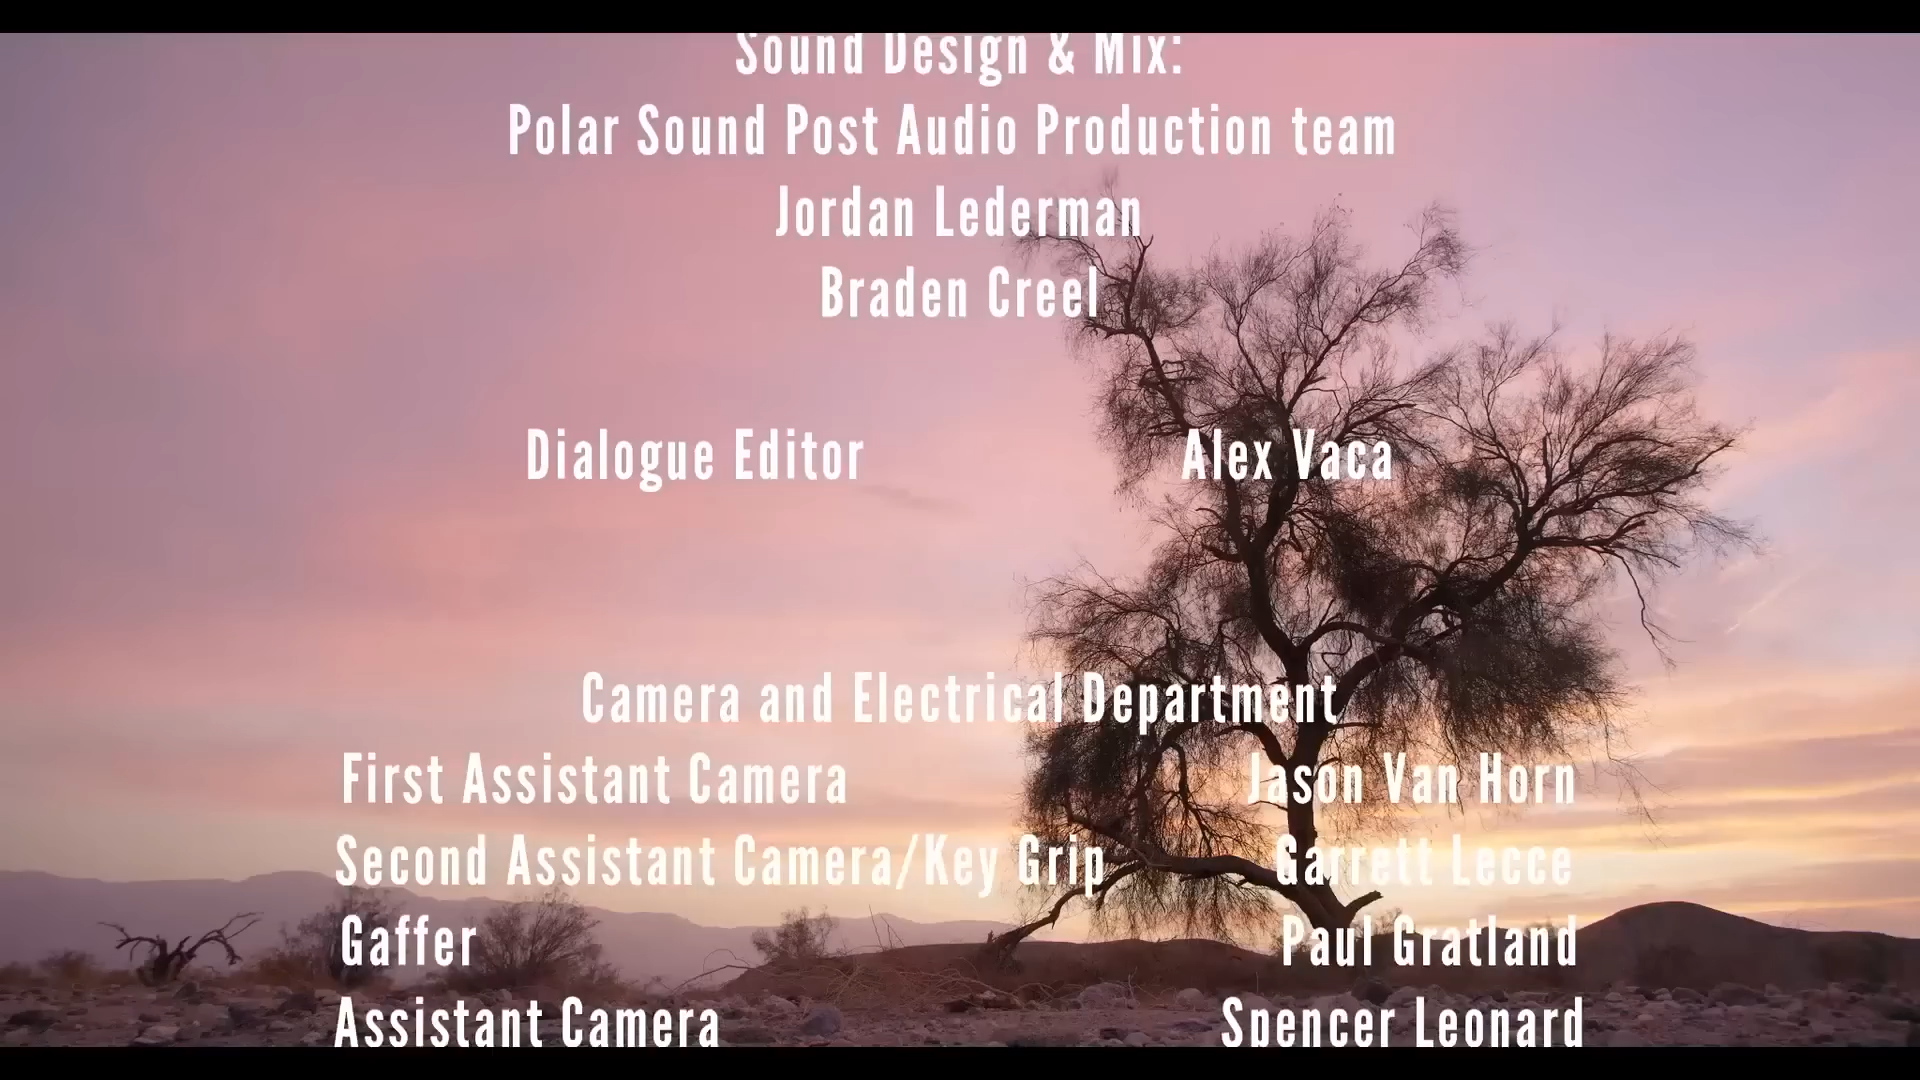 Sound Design & Mix:
Polar Sound Post Audio Production team
Jordan Lederman
Braden Creel
Dialogue Editor Alex Vaca
Camera and Electrical Department
First Assistant Camera Jason Van Horn
Second Assistant Camera/Key Grip Garrett Lecce
Gaffer Paul Gratland
Assistant Camera Spencer Leonard